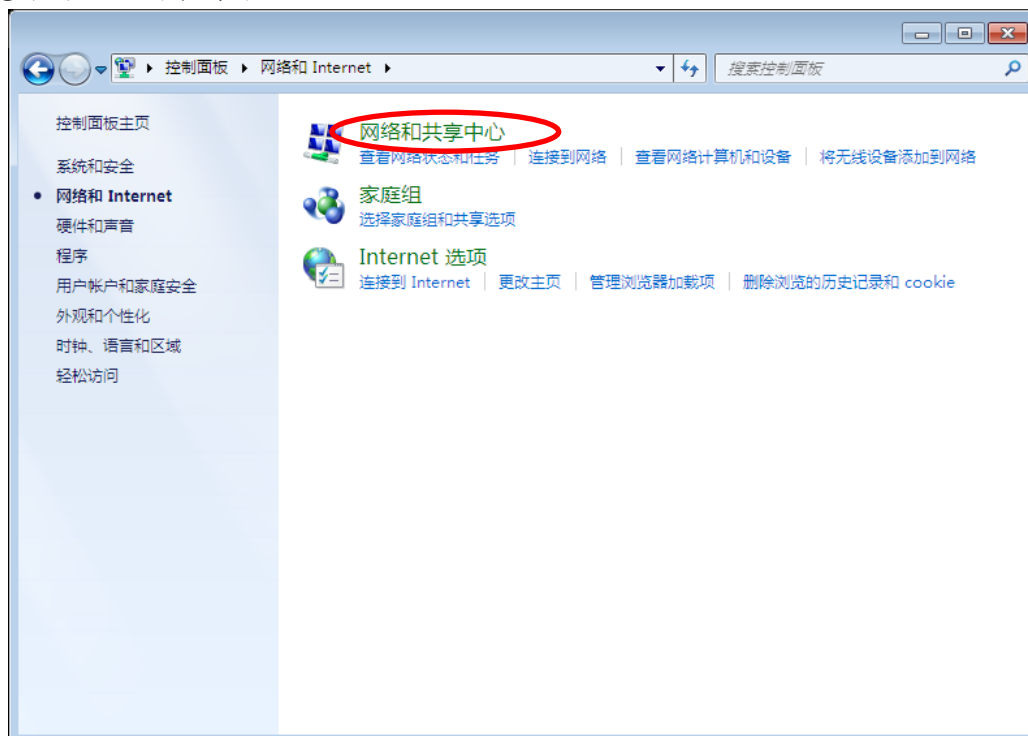 控制面板 网络和 Internet
搜索控制面板
控制面板主页
系统和安全
网络和 Internet
硬件和声音
程序
用户帐户和家庭安全
外观和个性化
时钟、语言和区域
轻松访问
网络和共享中心
查看网络状态和任务 连接到网络 查看网络计算机和设备 将无线设备添加到网络
家庭组
选择家庭组和共享选项
Internet 选项
连接到 Internet 更改主页 管理浏览器加载项 删除浏览的历史记录和 cookie